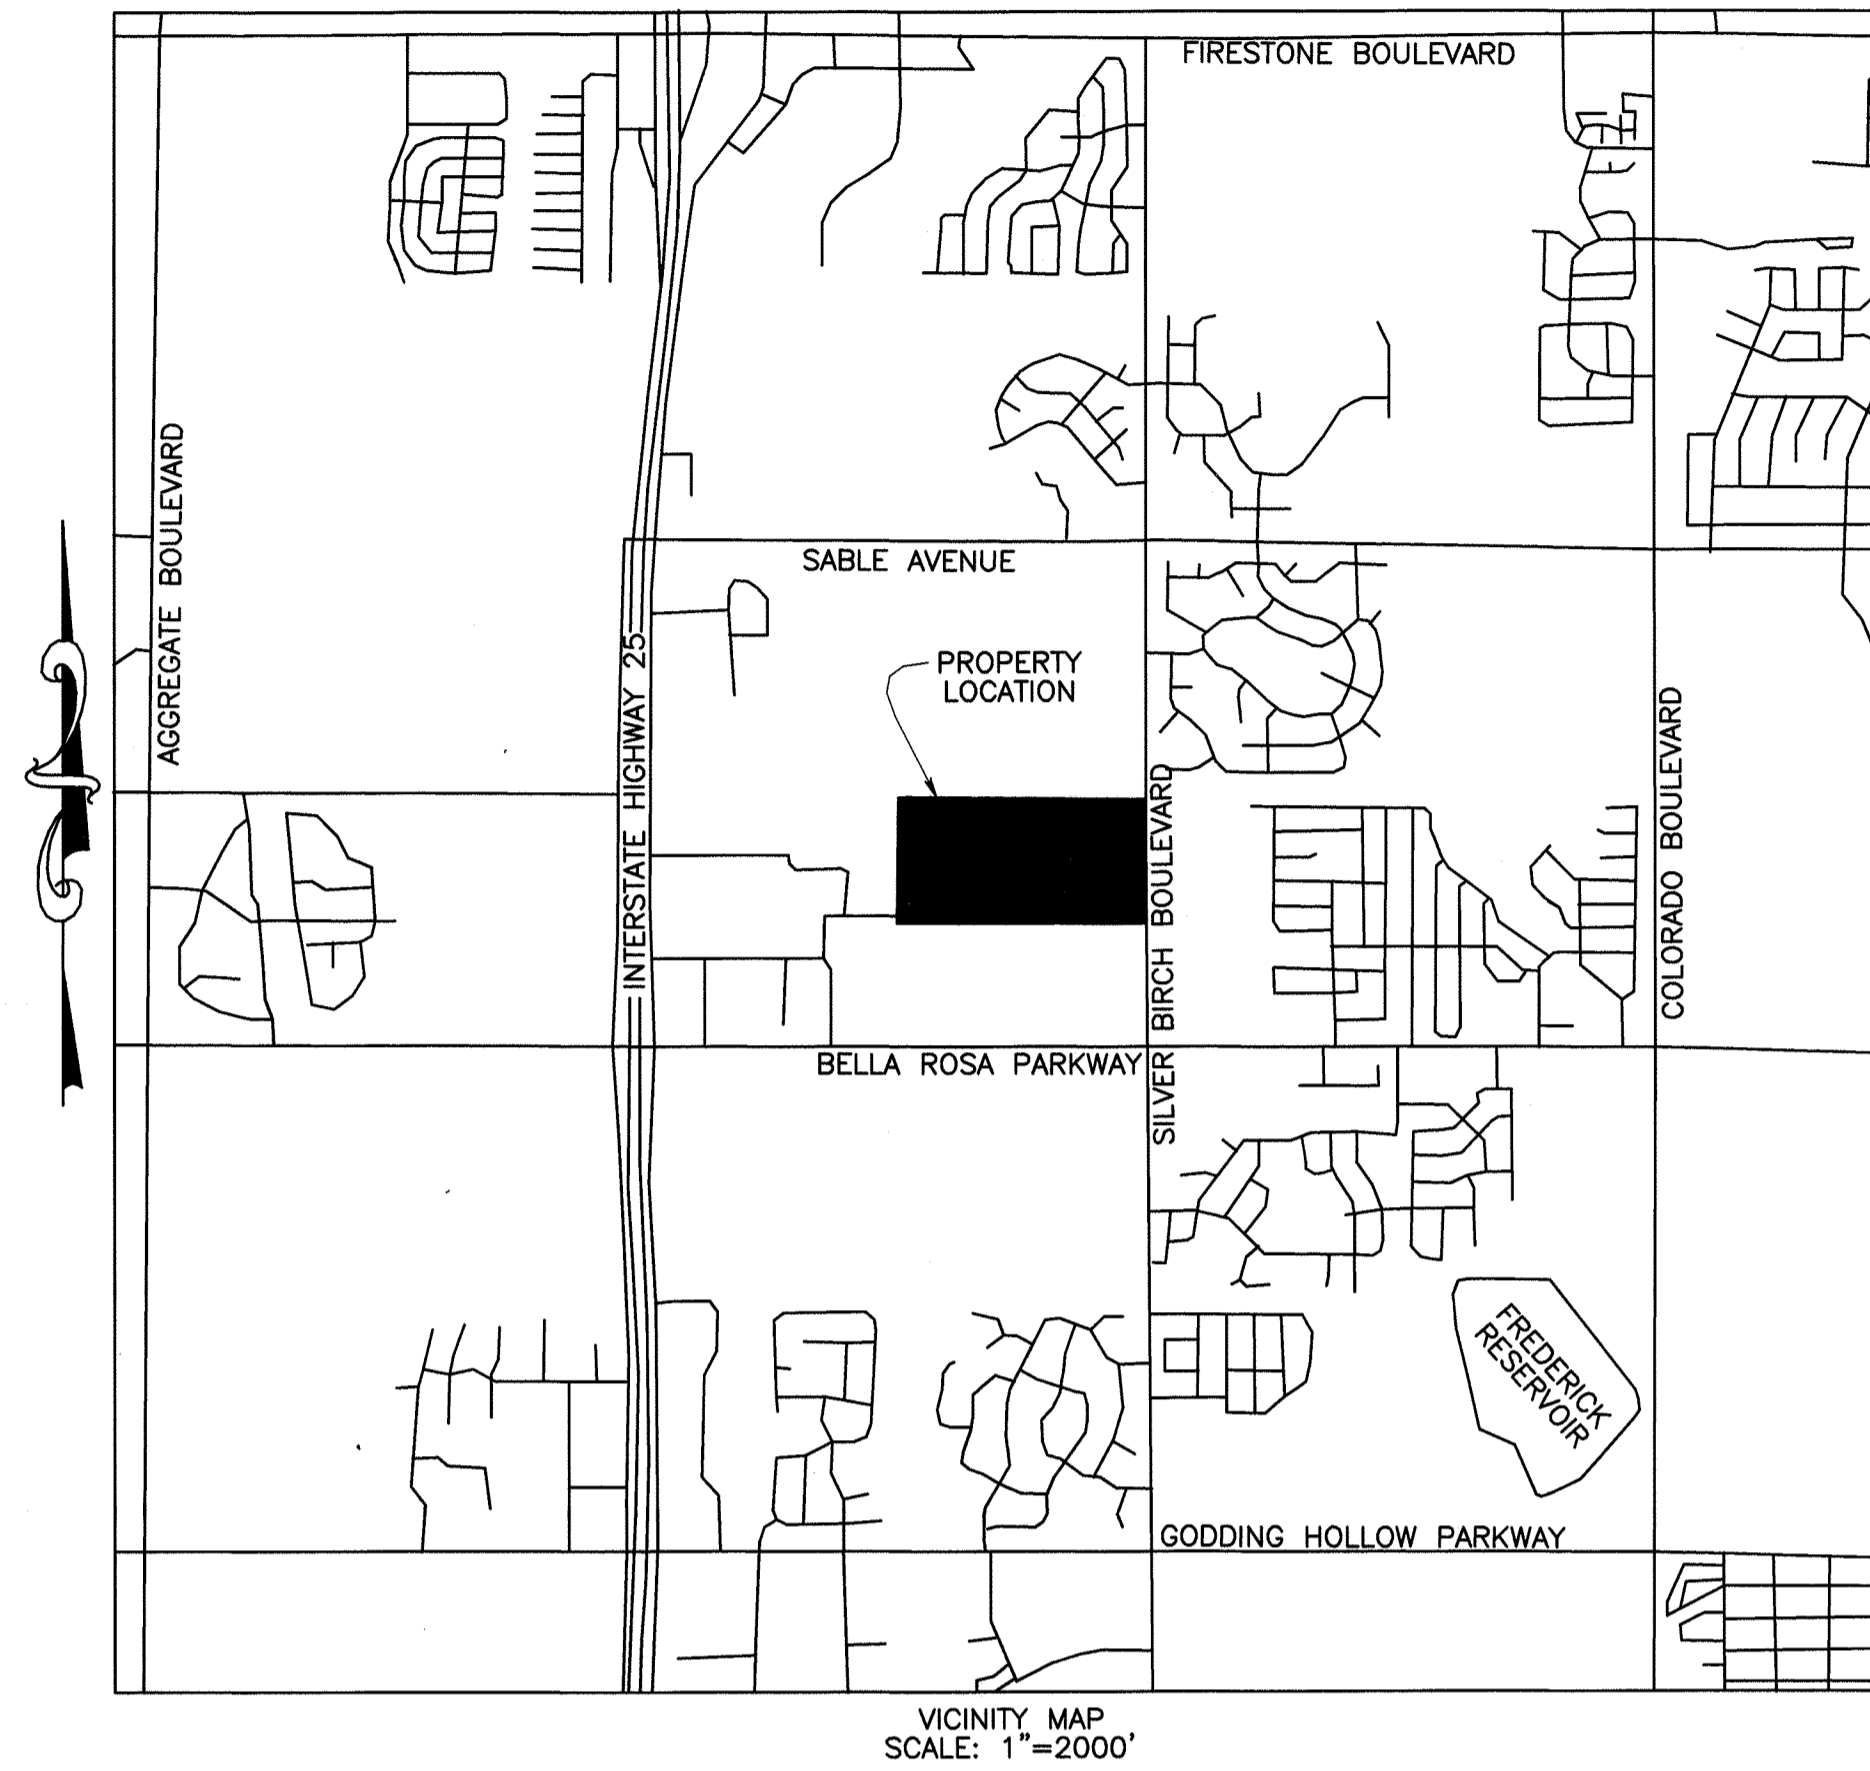 FIRESTONE BOULEVARD
AGGREGATE BOULEVARD
SABLE AVENUE
INTERSTATE HIGHWAY 25
PROPERTY
LOCATION
SILVER BIRCH BOULEVARD
COLORADO BOULEVARD
BELLA ROSA PARKWAY
FREDERICK
RESERVOIR
GODDING HOLLOW PARKWAY
VICINITY MAP
SCALE: 1"=2000'